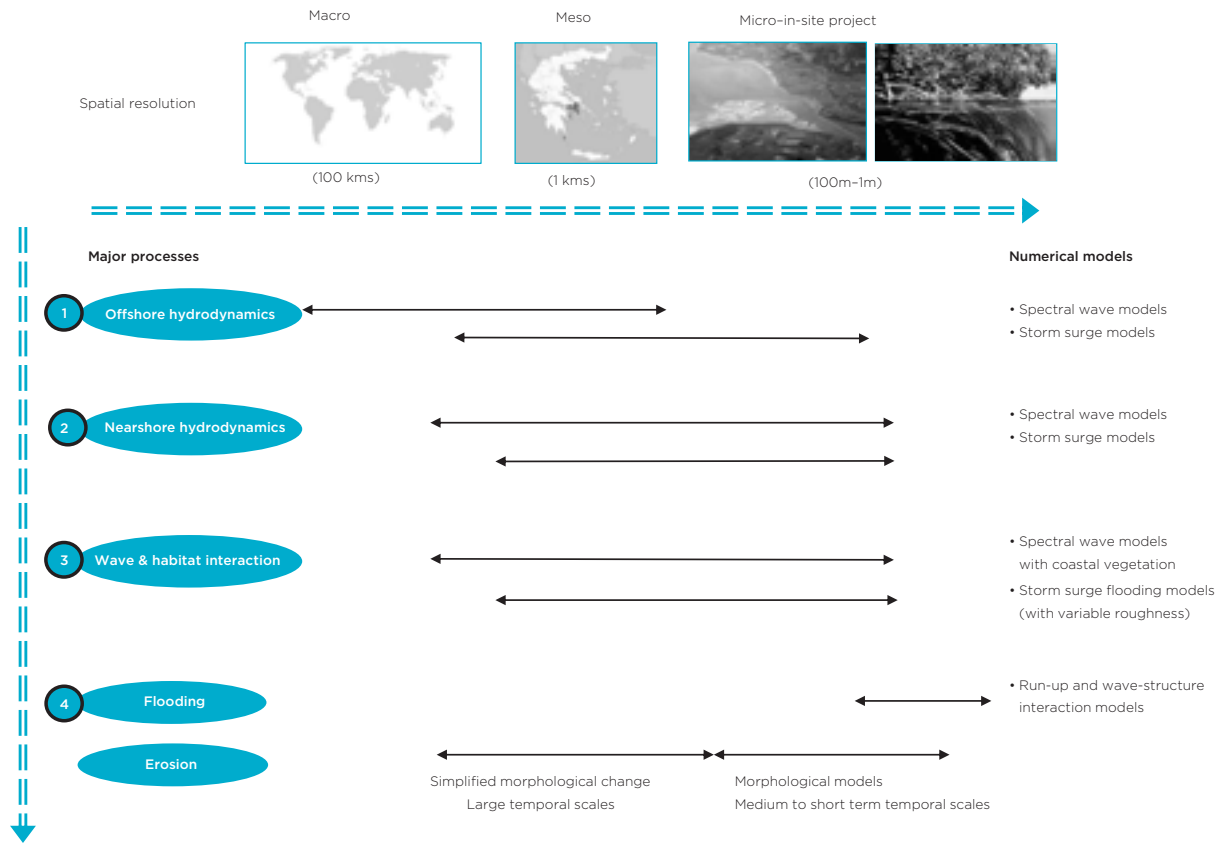 Macro
Meso
Micro–in-site project
Spatial resolution
(100 kms)
(1 kms)
(100m–1m)
Major processes
Numerical models
1
Offshore hydrodynamics
• Spectral wave models
• Storm surge models
2
Nearshore hydrodynamics
• Spectral wave models
• Storm surge models
3
Wave & habitat interaction
• Spectral wave models
with coastal vegetation
• Storm surge flooding models
(with variable roughness)
4
Flooding
• Run-up and wave-structure
interaction models
Erosion
Simplified morphological change
Large temporal scales
Morphological models
Medium to short term temporal scales